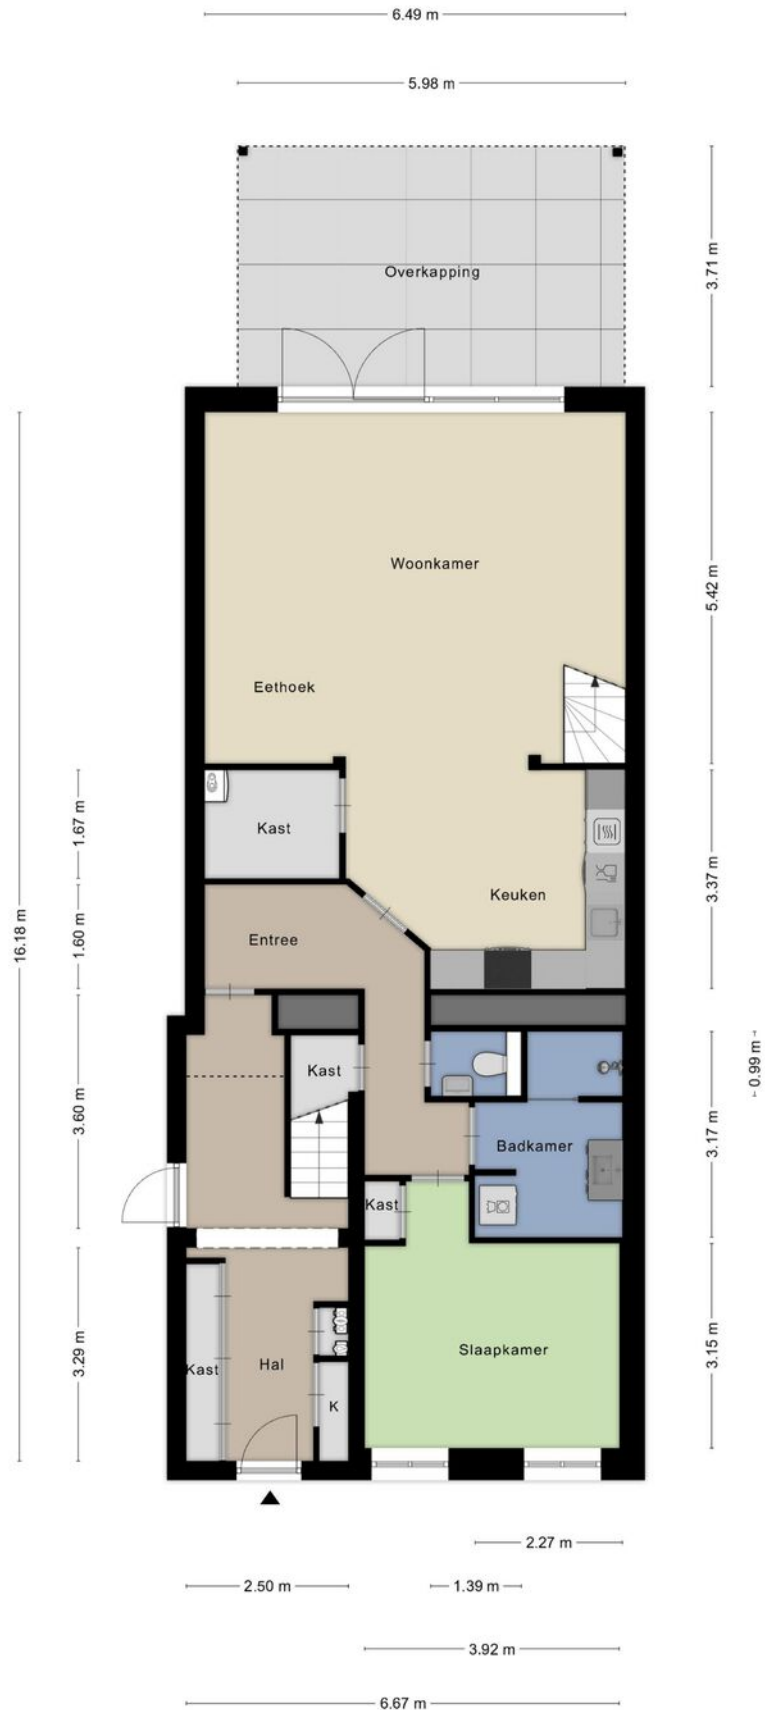 6.49 m
5.98 m
Overkapping
3.71 m
Woonkamer
5.42 m
Eethoek
Kast
1.67 m
Keuken
3.37 m
16.18 m
1.60 m
Entree
Kast
0.99 m
3.60 m
Badkamer
3.17 m
Kast
Slaapkamer
3.15 m
3.29 m
Kast
Hal
K
2.27 m
2.50 m
1.39 m
3.92 m
6.67 m